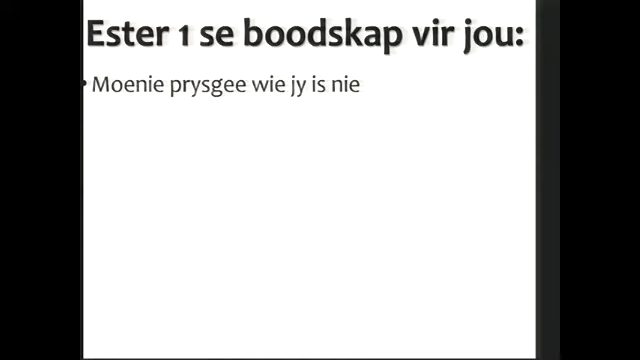 Ester 1 se boodskap vir jou:
• Moenie prysgee wie jy is nie